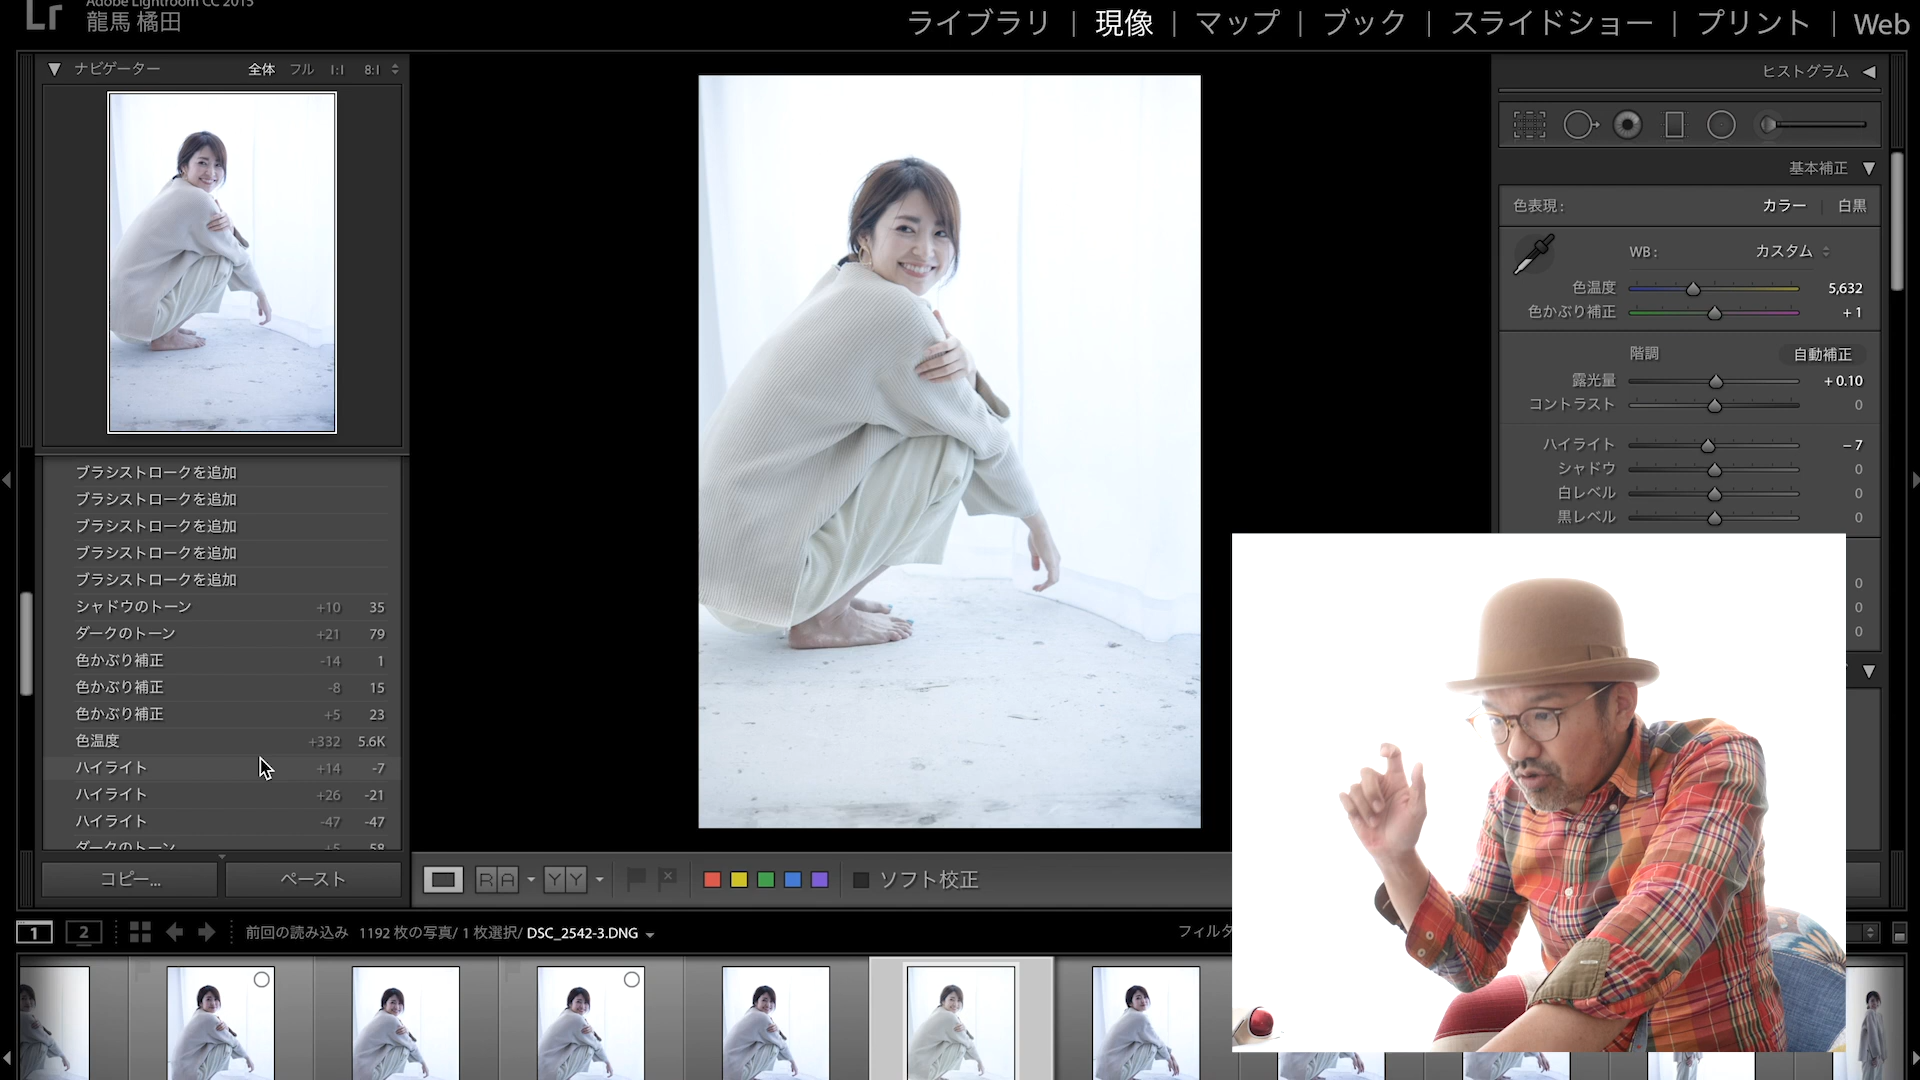 Lr
Adobe Lightroom CC 2015
龍馬 橘田
ライブラリ | 現像 | マップ | ブック | スライドショー | プリント | Web
ナビゲーター 全体 フル 1:1 8:1
ヒストグラム
基本補正
色表現 : カラー | 白黒
WB : カスタム
色温度 5,632
色かぶり補正 + 1
階調 自動補正
露光量 + 0.10
コントラスト 0
ハイライト – 7
シャドウ 0
白レベル 0
黒レベル 0
0
0
0
ブラシストロークを追加
ブラシストロークを追加
ブラシストロークを追加
ブラシストロークを追加
ブラシストロークを追加
シャドウのトーン +10 35
ダークのトーン +21 79
色かぶり補正 -14 1
色かぶり補正 -8 15
色かぶり補正 +5 23
色温度 +332 5.6K
ハイライト +14 -7
ハイライト +26 -21
ハイライト -47 -47
ダークのトーン +5 58
コピー... ペースト
R A Y Y ソフト校正
1 2 前回の読み込み 1192 枚の写真/ 1 枚選択/ DSC_2542-3.DNG フィルタ